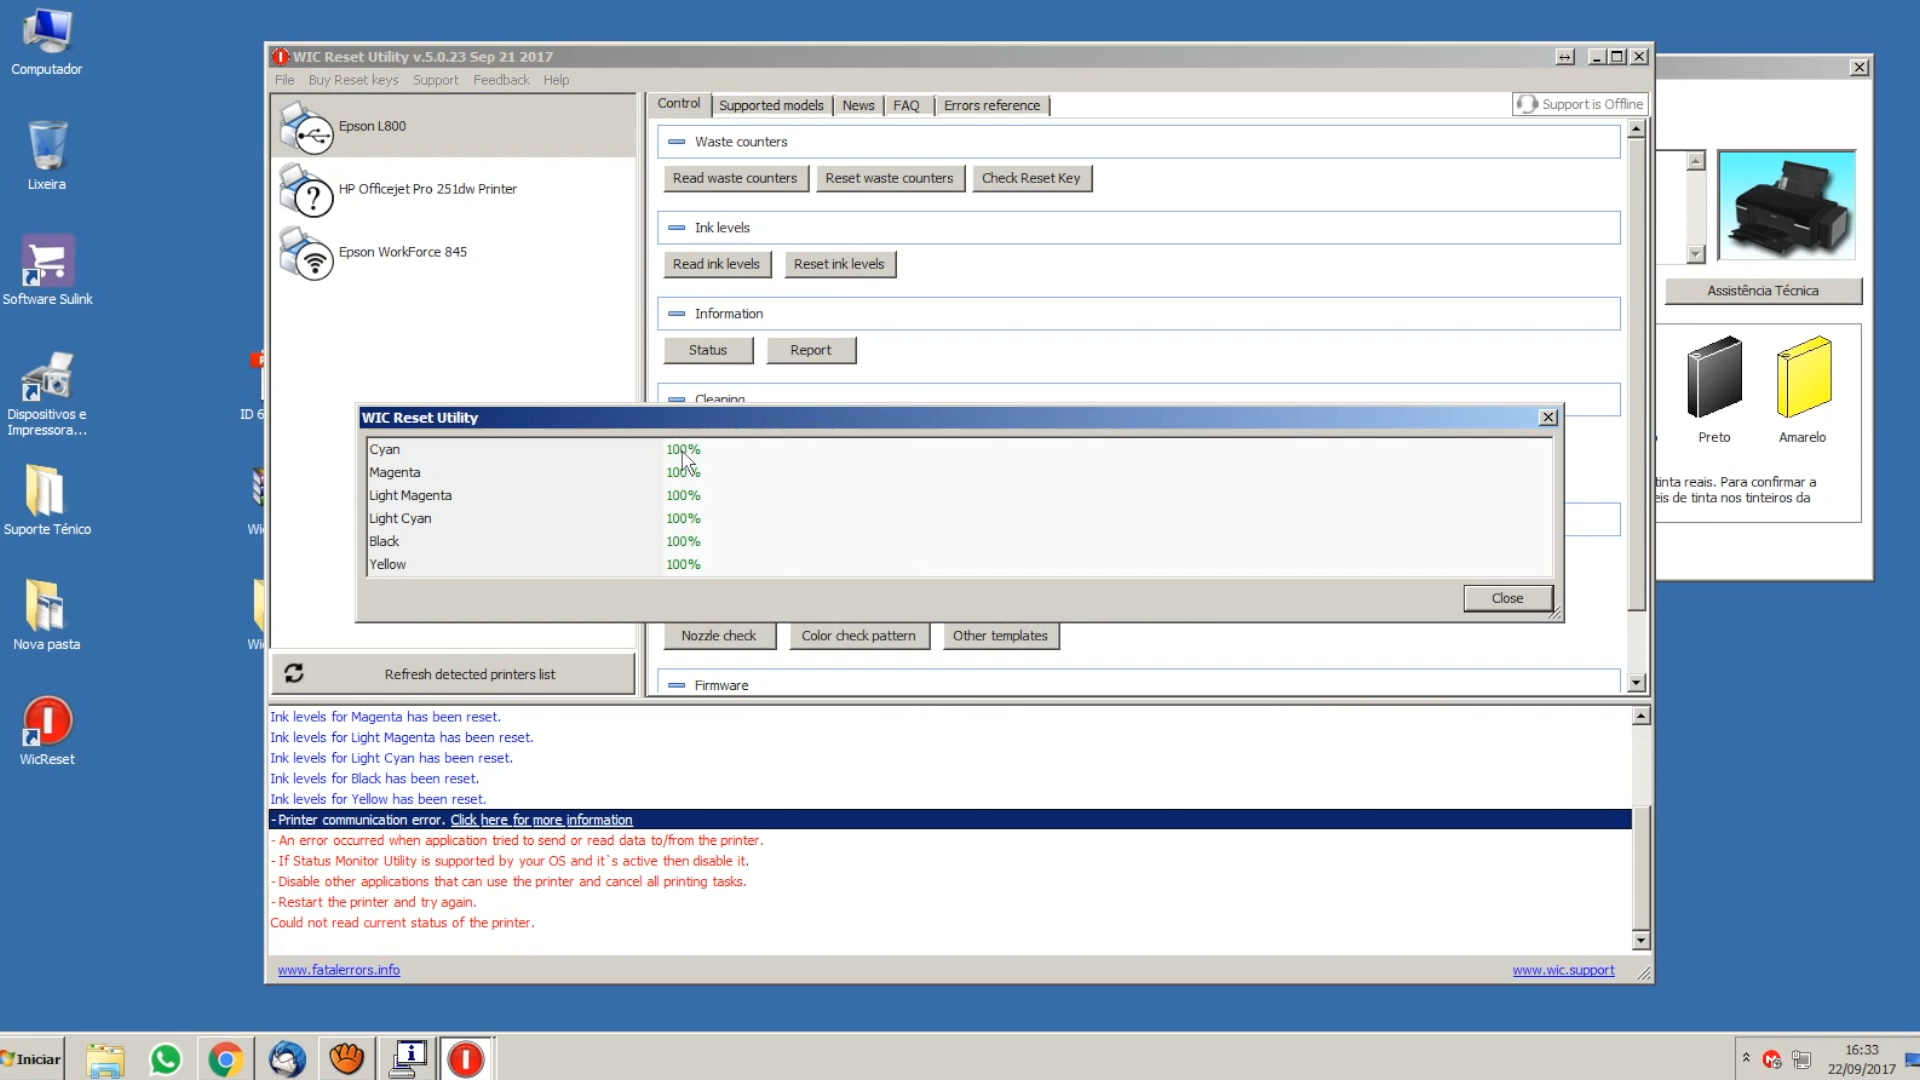 Computador
Lixeira
Software Sulink
Dispositivos e
Impressora...
Suporte Ténico
Nova pasta
WicReset
ID 6
WIC Reset Utility v.5.0.23 Sep 21 2017
File Buy Reset keys Support Feedback Help
Epson L800
HP Officejet Pro 251dw Printer
Epson WorkForce 845
Refresh detected printers list
Control Supported models News FAQ Errors reference
Support is Offline
Waste counters
Read waste counters Reset waste counters Check Reset Key
Ink levels
Read ink levels Reset ink levels
Information
Status Report
Cleaning
WIC Reset Utility
Cyan 100%
Magenta 100%
Light Magenta 100%
Light Cyan 100%
Black 100%
Yellow 100%
Close
Nozzle check Color check pattern Other templates
Firmware
Ink levels for Magenta has been reset.
Ink levels for Light Magenta has been reset.
Ink levels for Light Cyan has been reset.
Ink levels for Black has been reset.
Ink levels for Yellow has been reset.
- Printer communication error. Click here for more information
- An error occurred when application tried to send or read data to/from the printer.
- If Status Monitor Utility is supported by your OS and it`s active then disable it.
- Disable other applications that can use the printer and cancel all printing tasks.
- Restart the printer and try again.
Could not read current status of the printer.
www.fatalerrors.info
www.wic.support
Assistência Técnica
Preto Amarelo
tinta reais. Para confirmar a
eis de tinta nos tinteiros da
Iniciar
16:33
22/09/2017